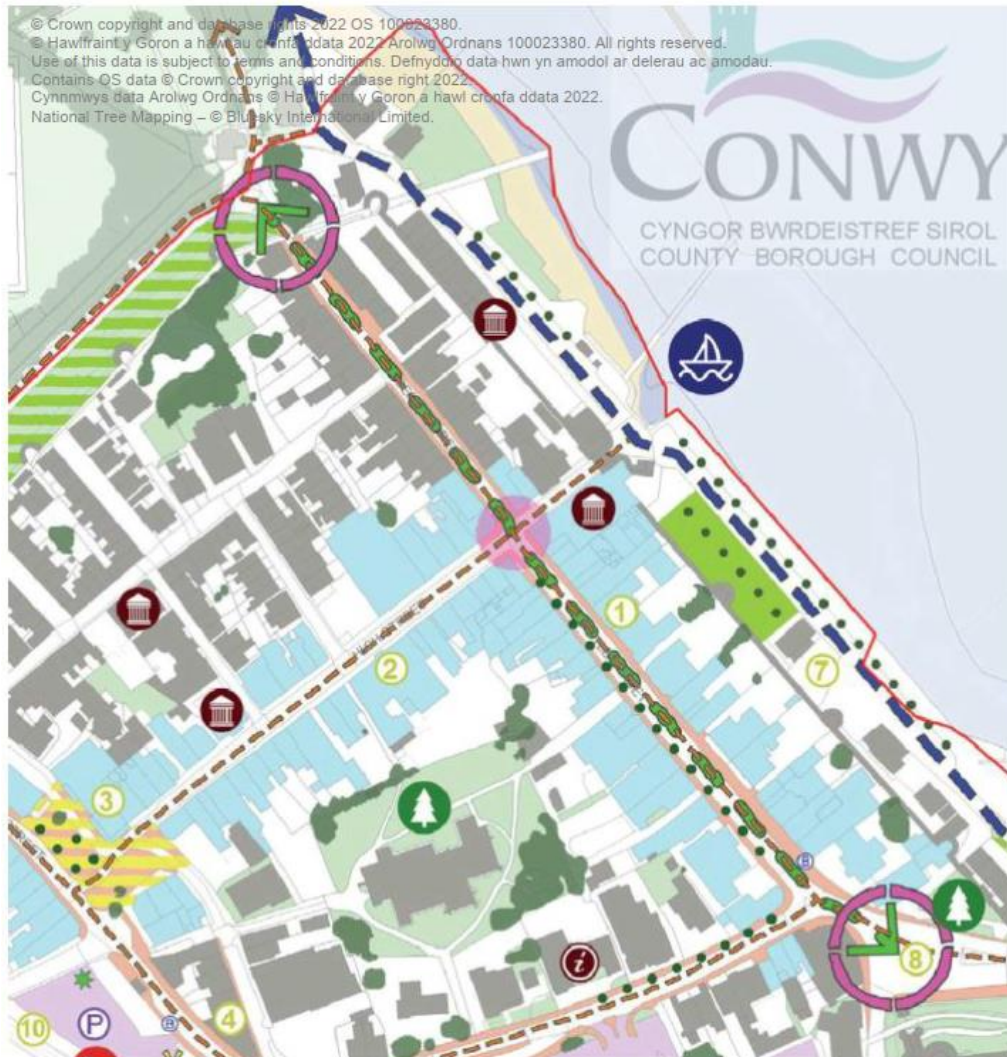 © Crown copyright and database rights 2022 OS 100023380.
© Hawlfraint y Goron a hawliau cronfa ddata 2022 Arolwg Ordnans 100023380. All rights reserved.
Use of this data is subject to terms and conditions. Defnyddio data hwn yn amodol ar delerau ac amodau.
Contains OS data © Crown copyright and database right 2022.
Cynnmwys data Arolwg Ordnans © Hawlfraint y Goron a hawl cronfa ddata 2022.
National Tree Mapping – © Bluesky International Limited.
CONWY
CYNGOR BWRDEISTREF SIROL
COUNTY BOROUGH COUNCIL
1
2
7
3
B
8
i
10
P
B
4